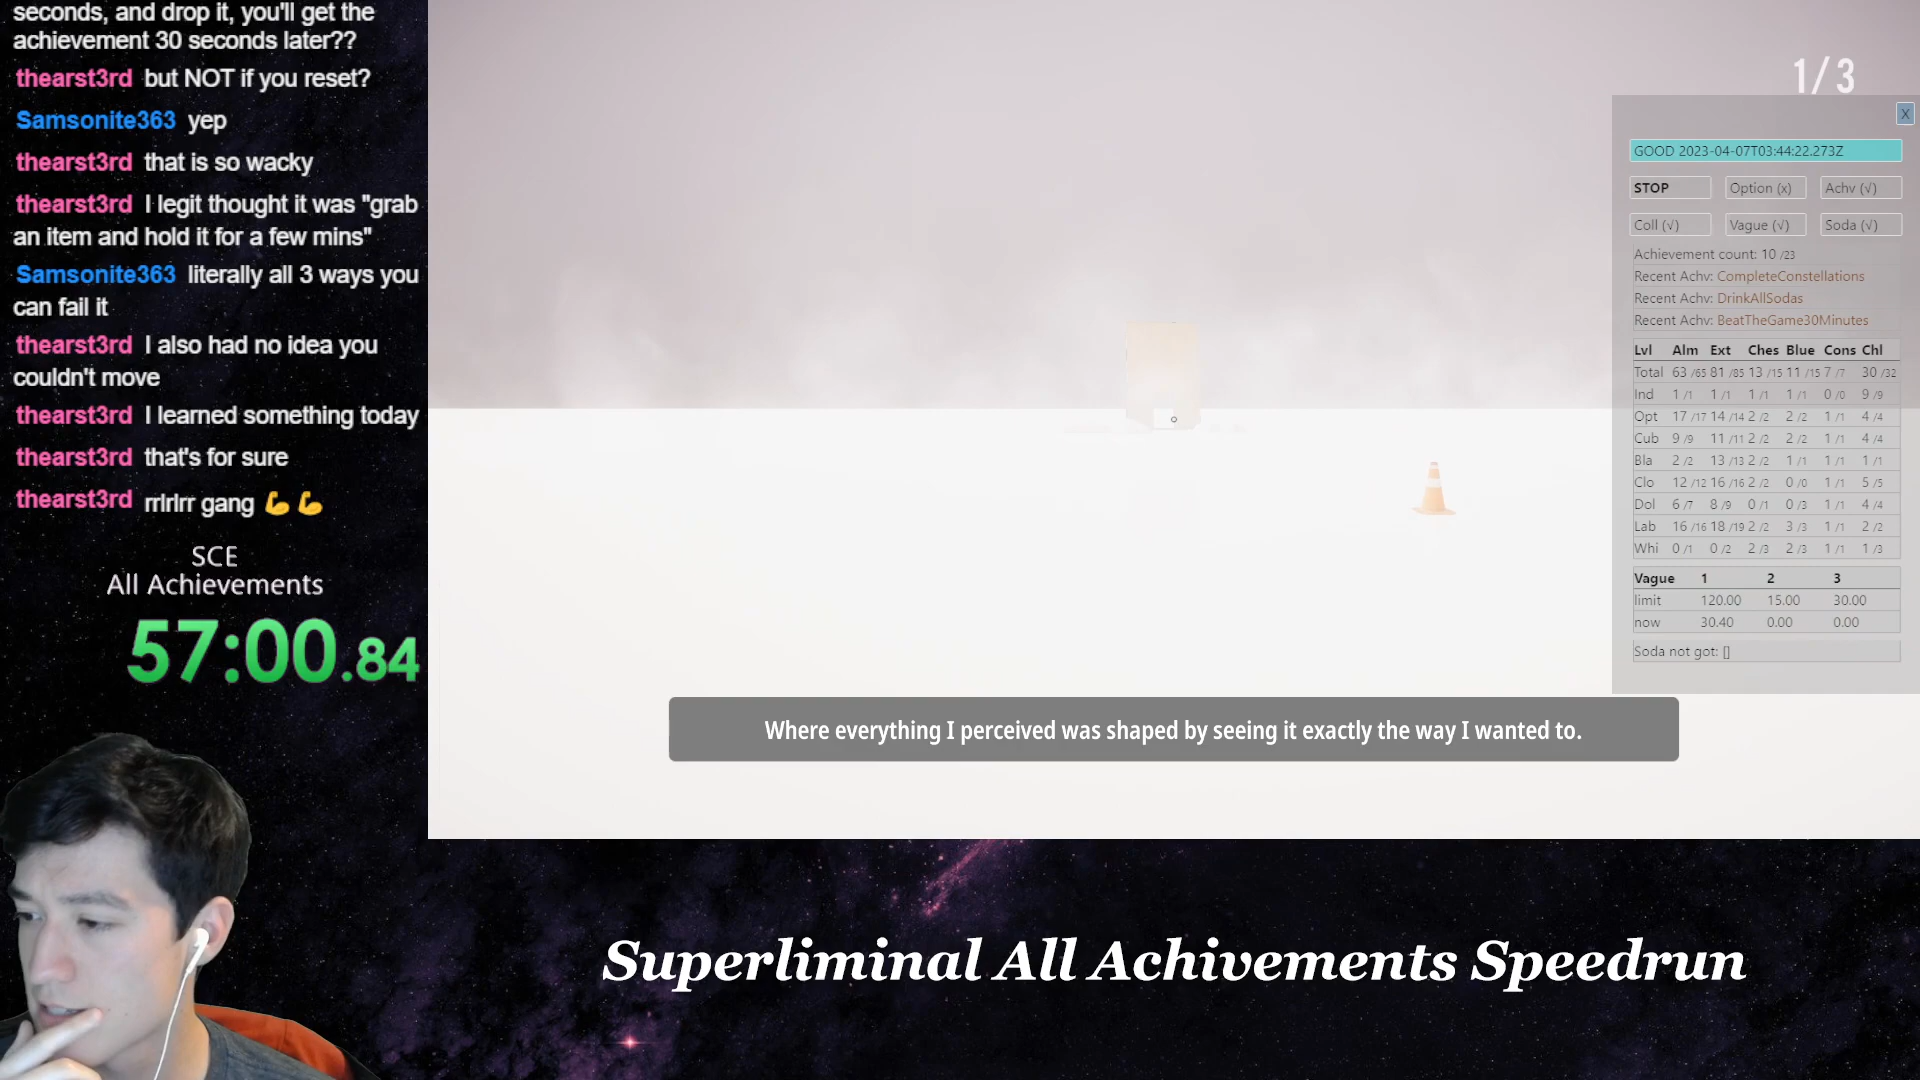 seconds, and drop it, you'll get the
achievement 30 seconds later??
thearst3rd but NOT if you reset?
Samsonite363 yep
thearst3rd that is so wacky
thearst3rd I legit thought it was "grab
an item and hold it for a few mins"
Samsonite363 literally all 3 ways you
can fail it
thearst3rd I also had no idea you
couldn't move
thearst3rd I learned something today
thearst3rd that's for sure
thearst3rd rrlrlrr gang 💪 💪
SCE
All Achievements
57:00.84
1/3
X
GOOD 2023-04-07T03:44:22.273Z
STOP Option (x) Achv (√)
Coll (√) Vague (√) Soda (√)
Achievement count: 10 /23
Recent Achv: CompleteConstellations
Recent Achv: DrinkAllSodas
Recent Achv: BeatTheGame30Minutes
Lvl Alm Ext Ches Blue Cons Chl
Total 63 /65 81 /85 13 /15 11 /15 7 /7 30 /32
Ind 1 /1 1 /1 1 /1 1 /1 0 /0 9 /9
Opt 17 /17 14 /14 2 /2 2 /2 1 /1 4 /4
Cub 9 /9 11 /11 2 /2 2 /2 1 /1 4 /4
Bla 2 /2 13 /13 2 /2 1 /1 1 /1 1 /1
Clo 12 /12 16 /16 2 /2 0 /0 1 /1 5 /5
Dol 6 /7 8 /9 0 /1 0 /3 1 /1 4 /4
Lab 16 /16 18 /19 2 /2 3 /3 1 /1 2 /2
Whi 0 /1 0 /2 2 /3 2 /3 1 /1 1 /3
Vague 1 2 3
limit 120.00 15.00 30.00
now 30.40 0.00 0.00
Soda not got: []
Where everything I perceived was shaped by seeing it exactly the way I wanted to.
Superliminal All Achivements Speedrun